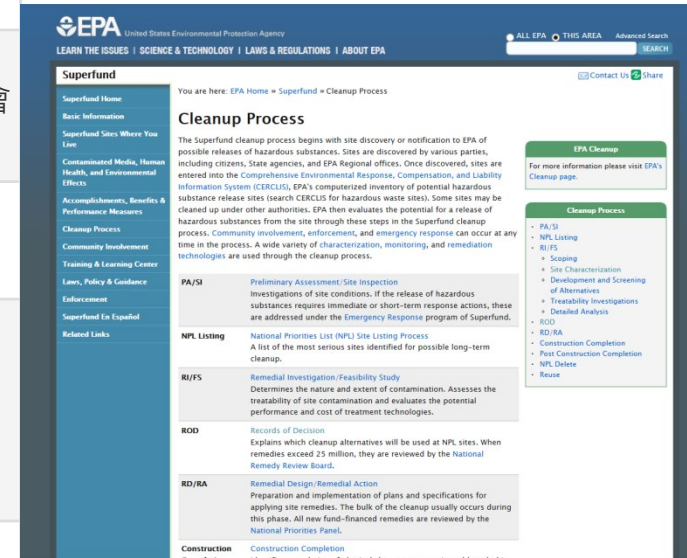 會
EPA United States Environmental Protection Agency
LEARN THE ISSUES | SCIENCE & TECHNOLOGY | LAWS & REGULATIONS | ABOUT EPA
ALL EPA THIS AREA Advanced Search
SEARCH
Superfund
Superfund Home
Basic Information
Superfund Sites Where You
Live
Contaminated Media, Human
Health, and Environmental
Effects
Accomplishments, Benefits &
Performance Measures
Cleanup Process
Community Involvement
Training & Learning Center
Laws, Policy & Guidance
Enforcement
Superfund En Español
Related Links
Contact Us Share
You are here: EPA Home » Superfund » Cleanup Process
Cleanup Process
The Superfund cleanup process begins with site discovery or notification to EPA of
possible releases of hazardous substances. Sites are discovered by various parties,
including citizens, State agencies, and EPA Regional offices. Once discovered, sites are
entered into the Comprehensive Environmental Response, Compensation, and Liability
Information System (CERCLIS), EPA's computerized inventory of potential hazardous
substance release sites (search CERCLIS for hazardous waste sites). Some sites may be
cleaned up under other authorities. EPA then evaluates the potential for a release of
hazardous substances from the site through these steps in the Superfund cleanup
process. Community involvement, enforcement, and emergency response can occur at any
time in the process. A wide variety of characterization, monitoring, and remediation
technologies are used through the cleanup process.
PA/SI Preliminary Assessment/Site Inspection
Investigations of site conditions. If the release of hazardous
substances requires immediate or short-term response actions, these
are addressed under the Emergency Response program of Superfund.
NPL Listing National Priorities List (NPL) Site Listing Process
A list of the most serious sites identified for possible long-term
cleanup.
RI/FS Remedial Investigation/Feasibility Study
Determines the nature and extent of contamination. Assesses the
treatability of site contamination and evaluates the potential
performance and cost of treatment technologies.
ROD Records of Decision
Explains which cleanup alternatives will be used at NPL sites. When
remedies exceed 25 million, they are reviewed by the National
Remedy Review Board.
RD/RA Remedial Design/Remedial Action
Preparation and implementation of plans and specifications for
applying site remedies. The bulk of the cleanup usually occurs during
this phase. All new fund-financed remedies are reviewed by the
National Priorities Panel.
Construction Construction Completion
EPA Cleanup
For more information please visit EPA's
Cleanup page.
Cleanup Process
PA/SI
NPL Listing
RI/FS
Scoping
Site Characterization
Development and Screening
of Alternatives
Treatability Investigations
Detailed Analysis
ROD
RD/RA
Construction Completion
Post Construction Completion
NPL Delete
Reuse